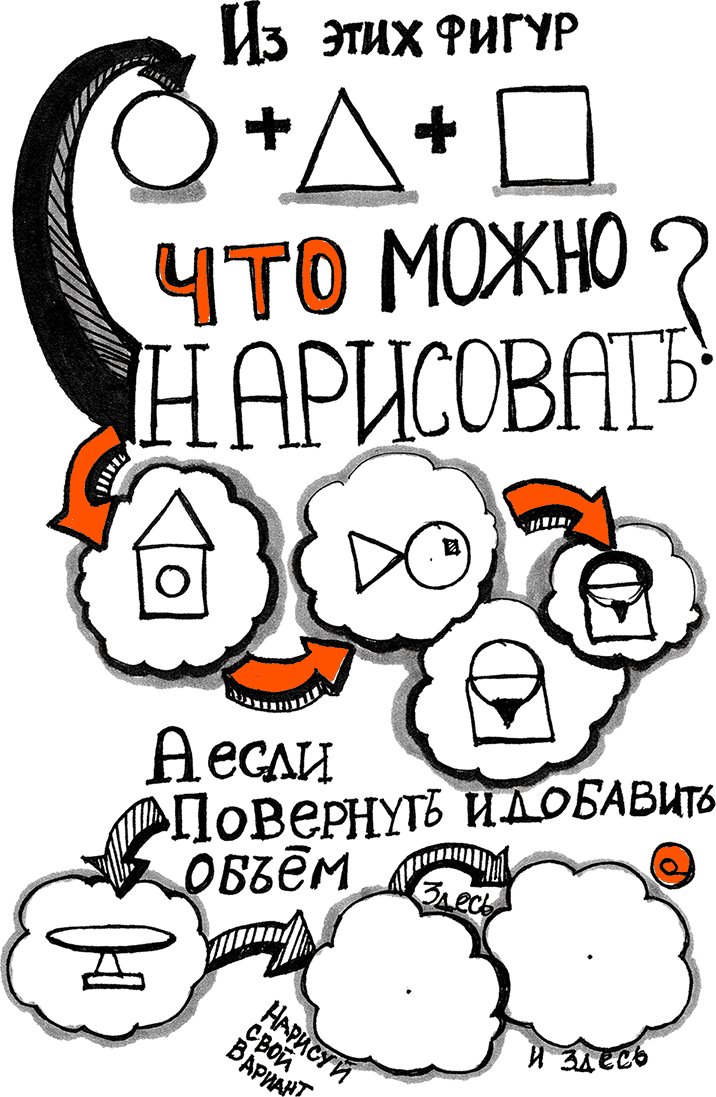 Из этих фигур
+ +
что можно
нарисовать?
А если
повернуть и добавить
объём
Здесь
Нарисуй
свой
вариант
и здесь